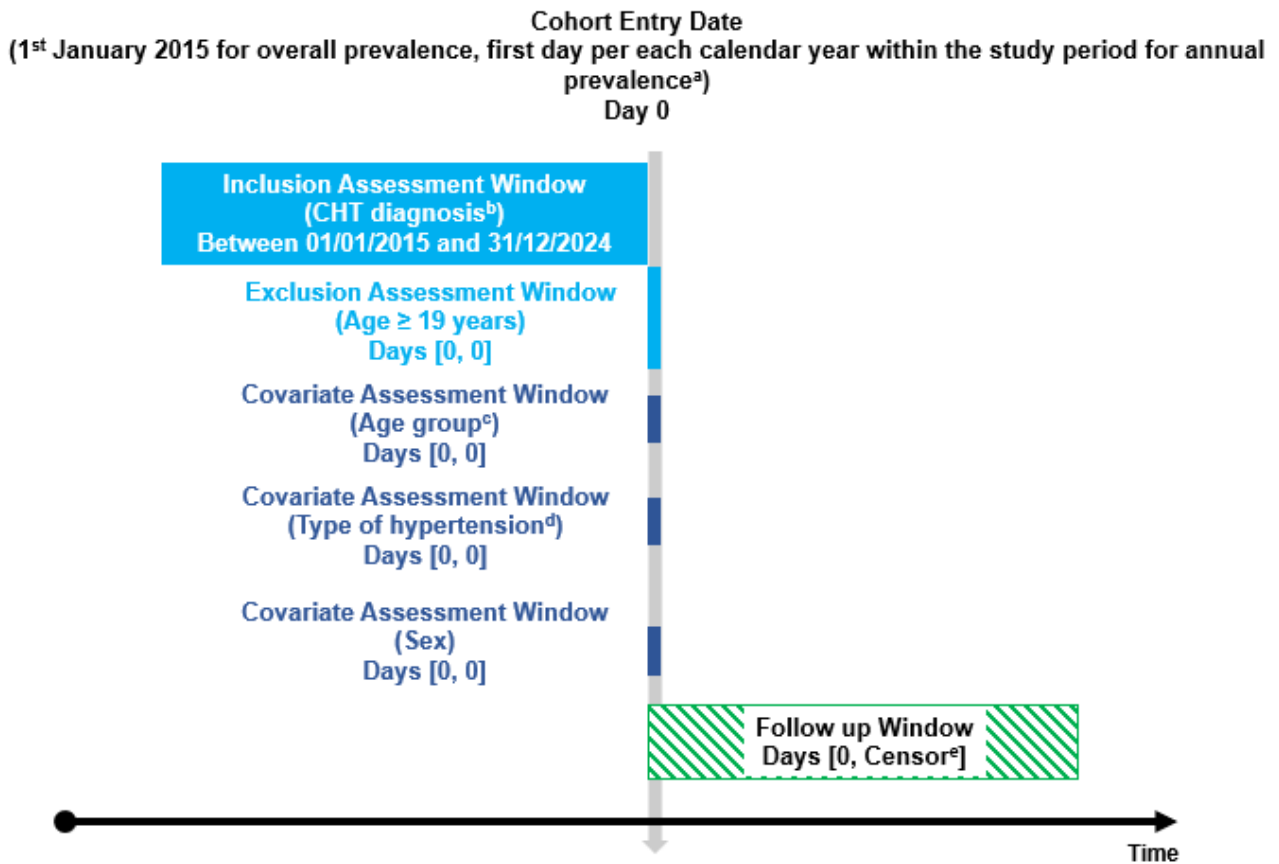 Cohort Entry Date
(1st January 2015 for overall prevalence, first day per each calendar year within the study period for annual
prevalenceª)
Day 0
Inclusion Assessment Window
(CHT diagnosisᵇ)
Between 01/01/2015 and 31/12/2024
Exclusion Assessment Window
(Age ≥ 19 years)
Days [0, 0]
Covariate Assessment Window
(Age groupᶜ)
Days [0, 0]
Covariate Assessment Window
(Type of hypertensionᵈ)
Days [0, 0]
Covariate Assessment Window
(Sex)
Days [0, 0]
Follow up Window
Days [0, Censorᵉ]
Time